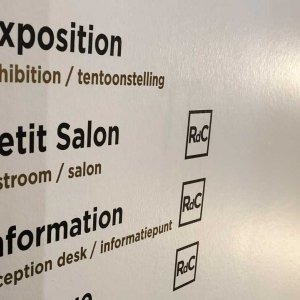 xposition
hibition / tentoonstelling
etit Salon RdC
stroom / salon
nformation RdC
ception desk / informatiepunt
RdC